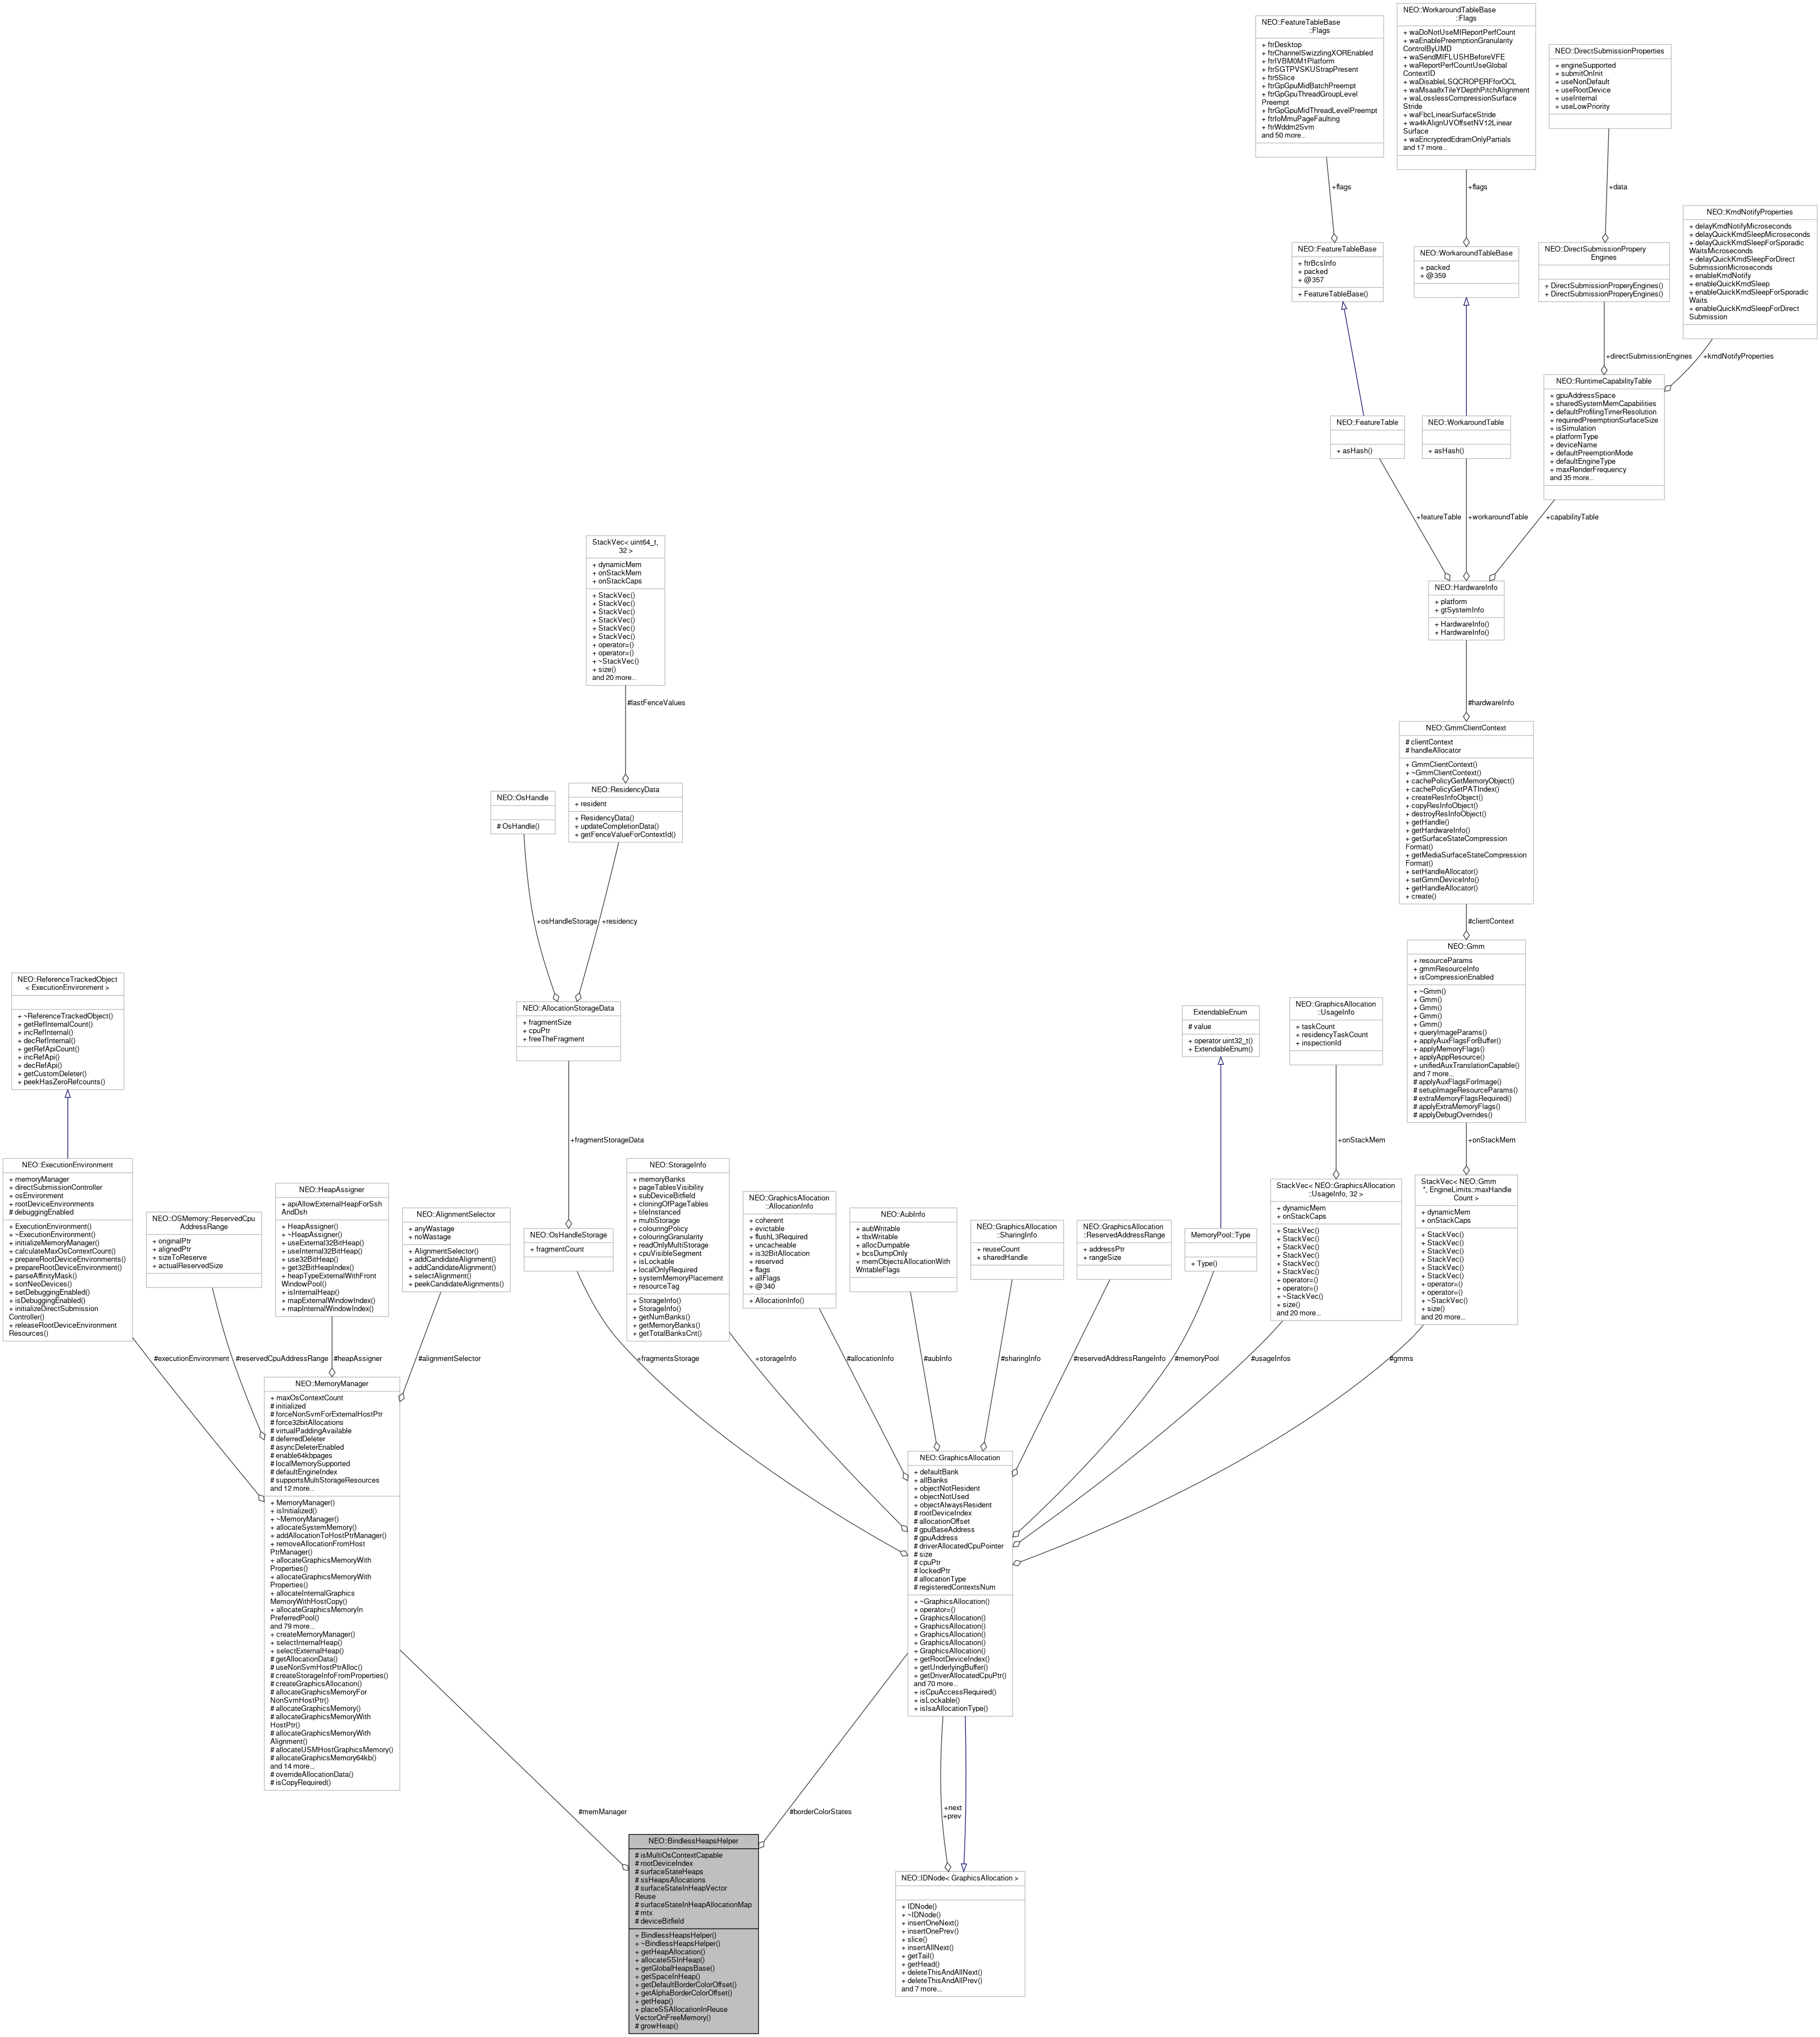 NEO::FeatureTableBase
::Flags
+ ftrDesktop
+ ftrChannelSwizzlingXOREnabled
+ ftrIVBM0M1Platform
+ ftrSGTPVSKUStrapPresent
+ ftr5Slice
+ ftrGpGpuMidBatchPreempt
+ ftrGpGpuThreadGroupLevel
Preempt
+ ftrGpGpuMidThreadLevelPreempt
+ ftrIoMmuPageFaulting
+ ftrWddm2Svm
and 50 more...
NEO::WorkaroundTableBase
::Flags
+ waDoNotUseMIReportPerfCount
+ waEnablePreemptionGranularity
ControlByUMD
+ waSendMIFLUSHBeforeVFE
+ waReportPerfCountUseGlobal
ContextID
+ waDisableLSQCROPERFforOCL
+ waMsaa8xTileYDepthPitchAlignment
+ waLosslessCompressionSurface
Stride
+ waFbcLinearSurfaceStride
+ wa4kAlignUVOffsetNV12Linear
Surface
+ waEncryptedEdramOnlyPartials
and 17 more...
NEO::DirectSubmissionProperties
+ engineSupported
+ submitOnInit
+ useNonDefault
+ useRootDevice
+ useInternal
+ useLowPriority
+flags
+flags
+data
NEO::KmdNotifyProperties
+ delayKmdNotifyMicroseconds
+ delayQuickKmdSleepMicroseconds
+ delayQuickKmdSleepForSporadic
WaitsMicroseconds
+ delayQuickKmdSleepForDirect
SubmissionMicroseconds
+ enableKmdNotify
+ enableQuickKmdSleep
+ enableQuickKmdSleepForSporadic
Waits
+ enableQuickKmdSleepForDirect
Submission
NEO::FeatureTableBase
+ ftrBcsInfo
+ packed
+ @357
+ FeatureTableBase()
NEO::WorkaroundTableBase
+ packed
+ @359
NEO::DirectSubmissionPropery
Engines
+ DirectSubmissionProperyEngines()
+ DirectSubmissionProperyEngines()
+directSubmissionEngines
+kmdNotifyProperties
NEO::RuntimeCapabilityTable
+ gpuAddressSpace
+ sharedSystemMemCapabilities
+ defaultProfilingTimerResolution
+ requiredPreemptionSurfaceSize
+ isSimulation
+ platformType
+ deviceName
+ defaultPreemptionMode
+ defaultEngineType
+ maxRenderFrequency
and 35 more...
NEO::FeatureTable
+ asHash()
NEO::WorkaroundTable
+ asHash()
+featureTable
+workaroundTable
+capabilityTable
NEO::HardwareInfo
+ platform
+ gtSystemInfo
+ HardwareInfo()
+ HardwareInfo()
#hardwareInfo
StackVec< uint64_t,
32 >
+ dynamicMem
+ onStackMem
+ onStackCaps
+ StackVec()
+ StackVec()
+ StackVec()
+ StackVec()
+ StackVec()
+ StackVec()
+ operator=()
+ operator=()
+ ~StackVec()
+ size()
and 20 more...
#lastFenceValues
NEO::GmmClientContext
# clientContext
# handleAllocator
+ GmmClientContext()
+ ~GmmClientContext()
+ cachePolicyGetMemoryObject()
+ cachePolicyGetPATIndex()
+ createResInfoObject()
+ copyResInfoObject()
+ destroyResInfoObject()
+ getHandle()
+ getHardwareInfo()
+ getSurfaceStateCompression
Format()
+ getMediaSurfaceStateCompression
Format()
+ setHandleAllocator()
+ setGmmDeviceInfo()
+ getHandleAllocator()
+ create()
#clientContext
NEO::OsHandle
# OsHandle()
NEO::ResidencyData
+ resident
+ ResidencyData()
+ updateCompletionData()
+ getFenceValueForContextId()
+osHandleStorage
+residency
NEO::Gmm
+ resourceParams
+ gmmResourceInfo
+ isCompressionEnabled
+ ~Gmm()
+ Gmm()
+ Gmm()
+ Gmm()
+ Gmm()
+ queryImageParams()
+ applyAuxFlagsForBuffer()
+ applyMemoryFlags()
+ applyAppResource()
+ unifiedAuxTranslationCapable()
and 7 more...
# applyAuxFlagsForImage()
# setupImageResourceParams()
# extraMemoryFlagsRequired()
# applyExtraMemoryFlags()
# applyDebugOverrides()
+onStackMem
NEO::ReferenceTrackedObject
< ExecutionEnvironment >
+ ~ReferenceTrackedObject()
+ getRefInternalCount()
+ incRefInternal()
+ decRefInternal()
+ getRefApiCount()
+ incRefApi()
+ decRefApi()
+ getCustomDeleter()
+ peekHasZeroRefcounts()
NEO::AllocationStorageData
+ fragmentSize
+ cpuPtr
+ freeTheFragment
+fragmentStorageData
ExtendableEnum
# value
+ operator uint32_t()
+ ExtendableEnum()
NEO::GraphicsAllocation
::UsageInfo
+ taskCount
+ residencyTaskCount
+ inspectionId
+onStackMem
NEO::ExecutionEnvironment
+ memoryManager
+ directSubmissionController
+ osEnvironment
+ rootDeviceEnvironments
# debuggingEnabled
+ ExecutionEnvironment()
+ ~ExecutionEnvironment()
+ initializeMemoryManager()
+ calculateMaxOsContextCount()
+ prepareRootDeviceEnvironments()
+ prepareRootDeviceEnvironment()
+ parseAffinityMask()
+ sortNeoDevices()
+ setDebuggingEnabled()
+ isDebuggingEnabled()
+ initializeDirectSubmission
Controller()
+ releaseRootDeviceEnvironment
Resources()
NEO::OSMemory::ReservedCpu
AddressRange
+ originalPtr
+ alignedPtr
+ sizeToReserve
+ actualReservedSize
NEO::HeapAssigner
+ apiAllowExternalHeapForSsh
AndDsh
+ HeapAssigner()
+ ~HeapAssigner()
+ useExternal32BitHeap()
+ useInternal32BitHeap()
+ use32BitHeap()
+ get32BitHeapIndex()
+ heapTypeExternalWithFront
WindowPool()
+ isInternalHeap()
+ mapExternalWindowIndex()
+ mapInternalWindowIndex()
NEO::AlignmentSelector
+ anyWastage
+ noWastage
+ AlignmentSelector()
+ addCandidateAlignment()
+ addCandidateAlignment()
+ selectAlignment()
+ peekCandidateAlignments()
NEO::OsHandleStorage
+ fragmentCount
NEO::StorageInfo
+ memoryBanks
+ pageTablesVisibility
+ subDeviceBitfield
+ cloningOfPageTables
+ tileInstanced
+ multiStorage
+ colouringPolicy
+ colouringGranularity
+ readOnlyMultiStorage
+ cpuVisibleSegment
+ isLockable
+ localOnlyRequired
+ systemMemoryPlacement
+ resourceTag
+ StorageInfo()
+ StorageInfo()
+ getNumBanks()
+ getMemoryBanks()
+ getTotalBanksCnt()
NEO::GraphicsAllocation
::AllocationInfo
+ coherent
+ evictable
+ flushL3Required
+ uncacheable
+ is32BitAllocation
+ reserved
+ flags
+ allFlags
+ @340
+ AllocationInfo()
NEO::AubInfo
+ aubWritable
+ tbxWritable
+ allocDumpable
+ bcsDumpOnly
+ memObjectsAllocationWith
WritableFlags
NEO::GraphicsAllocation
::SharingInfo
+ reuseCount
+ sharedHandle
NEO::GraphicsAllocation
::ReservedAddressRange
+ addressPtr
+ rangeSize
MemoryPool::Type
+ Type()
StackVec< NEO::GraphicsAllocation
::UsageInfo, 32 >
+ dynamicMem
+ onStackCaps
+ StackVec()
+ StackVec()
+ StackVec()
+ StackVec()
+ StackVec()
+ StackVec()
+ operator=()
+ operator=()
+ ~StackVec()
+ size()
and 20 more...
StackVec< NEO::Gmm
*, EngineLimits::maxHandle
Count >
+ dynamicMem
+ onStackCaps
+ StackVec()
+ StackVec()
+ StackVec()
+ StackVec()
+ StackVec()
+ StackVec()
+ operator=()
+ operator=()
+ ~StackVec()
+ size()
and 20 more...
#executionEnvironment
#reservedCpuAddressRange
#heapAssigner
#alignmentSelector
+fragmentsStorage
+storageInfo
#allocationInfo
#aubInfo
#sharingInfo
#reservedAddressRangeInfo
#memoryPool
#usageInfos
#gmms
NEO::MemoryManager
+ maxOsContextCount
# initialized
# forceNonSvmForExternalHostPtr
# force32bitAllocations
# virtualPaddingAvailable
# deferredDeleter
# asyncDeleterEnabled
# enable64kbpages
# localMemorySupported
# defaultEngineIndex
# supportsMultiStorageResources
and 12 more...
+ MemoryManager()
+ isInitialized()
+ ~MemoryManager()
+ allocateSystemMemory()
+ addAllocationToHostPtrManager()
+ removeAllocationFromHost
PtrManager()
+ allocateGraphicsMemoryWith
Properties()
+ allocateGraphicsMemoryWith
Properties()
+ allocateInternalGraphics
MemoryWithHostCopy()
+ allocateGraphicsMemoryIn
PreferredPool()
and 79 more...
+ createMemoryManager()
+ selectInternalHeap()
+ selectExternalHeap()
# getAllocationData()
# useNonSvmHostPtrAlloc()
# createStorageInfoFromProperties()
# createGraphicsAllocation()
# allocateGraphicsMemoryFor
NonSvmHostPtr()
# allocateGraphicsMemory()
# allocateGraphicsMemoryWith
HostPtr()
# allocateGraphicsMemoryWith
Alignment()
# allocateUSMHostGraphicsMemory()
# allocateGraphicsMemory64kb()
and 14 more...
# overrideAllocationData()
# isCopyRequired()
NEO::GraphicsAllocation
+ defaultBank
+ allBanks
+ objectNotResident
+ objectNotUsed
+ objectAlwaysResident
# rootDeviceIndex
# allocationOffset
# gpuBaseAddress
# gpuAddress
# driverAllocatedCpuPointer
# size
# cpuPtr
# lockedPtr
# allocationType
# registeredContextsNum
+ ~GraphicsAllocation()
+ operator=()
+ GraphicsAllocation()
+ GraphicsAllocation()
+ GraphicsAllocation()
+ GraphicsAllocation()
+ GraphicsAllocation()
+ getRootDeviceIndex()
+ getUnderlyingBuffer()
+ getDriverAllocatedCpuPtr()
and 70 more...
+ isCpuAccessRequired()
+ isLockable()
+ isIsaAllocationType()
#memManager
#borderColorStates
+next
+prev
NEO::BindlessHeapsHelper
# isMultiOsContextCapable
# rootDeviceIndex
# surfaceStateHeaps
# ssHeapsAllocations
# surfaceStateInHeapVector
Reuse
# surfaceStateInHeapAllocationMap
# mtx
# deviceBitfield
+ BindlessHeapsHelper()
+ ~BindlessHeapsHelper()
+ getHeapAllocation()
+ allocateSSInHeap()
+ getGlobalHeapsBase()
+ getSpaceInHeap()
+ getDefaultBorderColorOffset()
+ getAlphaBorderColorOffset()
+ getHeap()
+ placeSSAllocationInReuse
VectorOnFreeMemory()
# growHeap()
NEO::IDNode< GraphicsAllocation >
+ IDNode()
+ ~IDNode()
+ insertOneNext()
+ insertOnePrev()
+ slice()
+ insertAllNext()
+ getTail()
+ getHead()
+ deleteThisAndAllNext()
+ deleteThisAndAllPrev()
and 7 more...